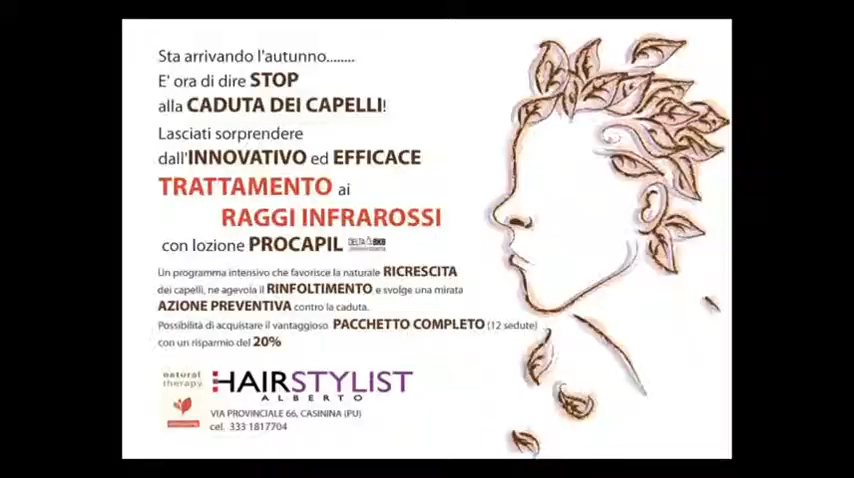 Sta arrivando l'autunno........
E' ora di dire STOP
alla CADUTA DEI CAPELLI!
Lasciati sorprendere
dall'INNOVATIVO ed EFFICACE
TRATTAMENTO ai
RAGGI INFRAROSSI
con lozione PROCAPIL
Un programma intensivo che favorisce la naturale RICRESCITA
dei capelli, ne agevola il RINFOLTIMENTO e svolge una mirata
AZIONE PREVENTIVA contro la caduta.
Possibilità di acquistare il vantaggioso PACCHETTO COMPLETO (12 sedute)
con un risparmio del 20%
natural
therapy
HAIRSTYLIST
ALBERTO
VIA PROVINCIALE 66, CASININA (PU)
cel. 333 1817704